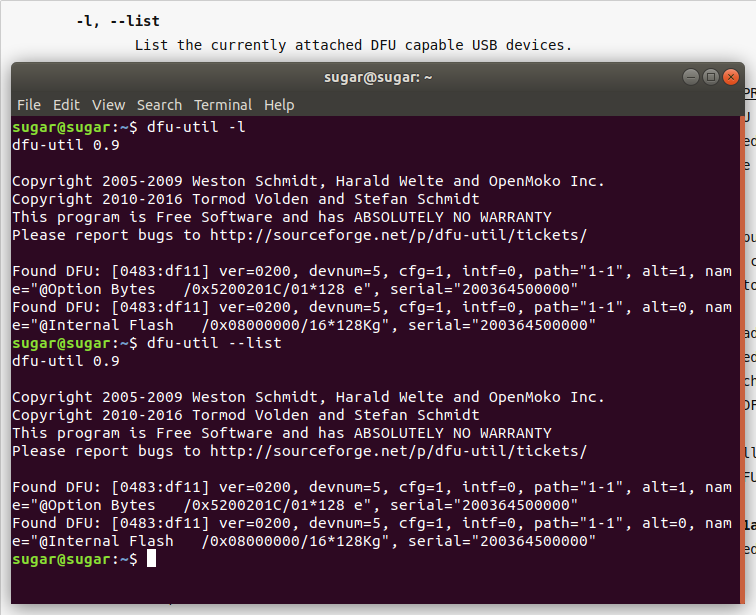 -l, --list
List the currently attached DFU capable USB devices.
sugar@sugar: ~
File Edit View Search Terminal Help
sugar@sugar:~$ dfu-util -l
dfu-util 0.9
Copyright 2005-2009 Weston Schmidt, Harald Welte and OpenMoko Inc.
Copyright 2010-2016 Tormod Volden and Stefan Schmidt
This program is Free Software and has ABSOLUTELY NO WARRANTY
Please report bugs to http://sourceforge.net/p/dfu-util/tickets/
Found DFU: [0483:df11] ver=0200, devnum=5, cfg=1, intf=0, path="1-1", alt=1, nam
e="@Option Bytes   /0x5200201C/01*128 e", serial="200364500000"
Found DFU: [0483:df11] ver=0200, devnum=5, cfg=1, intf=0, path="1-1", alt=0, nam
e="@Internal Flash   /0x08000000/16*128Kg", serial="200364500000"
sugar@sugar:~$ dfu-util --list
dfu-util 0.9
Copyright 2005-2009 Weston Schmidt, Harald Welte and OpenMoko Inc.
Copyright 2010-2016 Tormod Volden and Stefan Schmidt
This program is Free Software and has ABSOLUTELY NO WARRANTY
Please report bugs to http://sourceforge.net/p/dfu-util/tickets/
Found DFU: [0483:df11] ver=0200, devnum=5, cfg=1, intf=0, path="1-1", alt=1, nam
e="@Option Bytes   /0x5200201C/01*128 e", serial="200364500000"
Found DFU: [0483:df11] ver=0200, devnum=5, cfg=1, intf=0, path="1-1", alt=0, nam
e="@Internal Flash   /0x08000000/16*128Kg", serial="200364500000"
sugar@sugar:~$